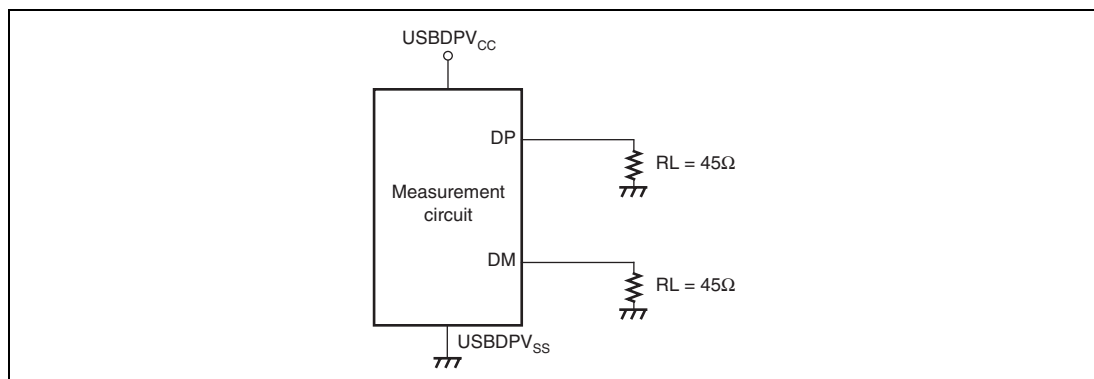 USBDPVCC
DP
RL = 45Ω
Measurement
circuit
DM
RL = 45Ω
USBDPVSS